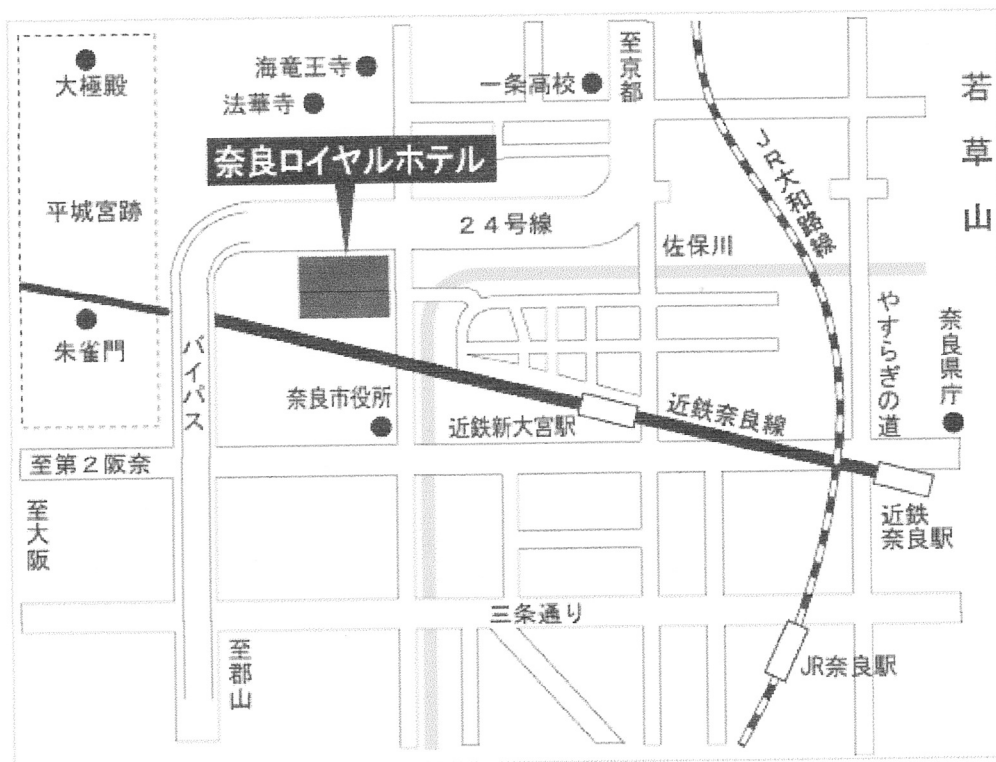 大極殿
海竜王寺
法華寺
一条高校
至京都
若草山
奈良ロイヤルホテル
JR大和路線
平城宮跡
24号線
佐保川
朱雀門
バイパス
やすらぎの道
奈良県庁
奈良市役所
近鉄新大宮駅
近鉄奈良線
至第2阪奈
至大阪
近鉄
奈良駅
三条通り
至郡山
JR奈良駅